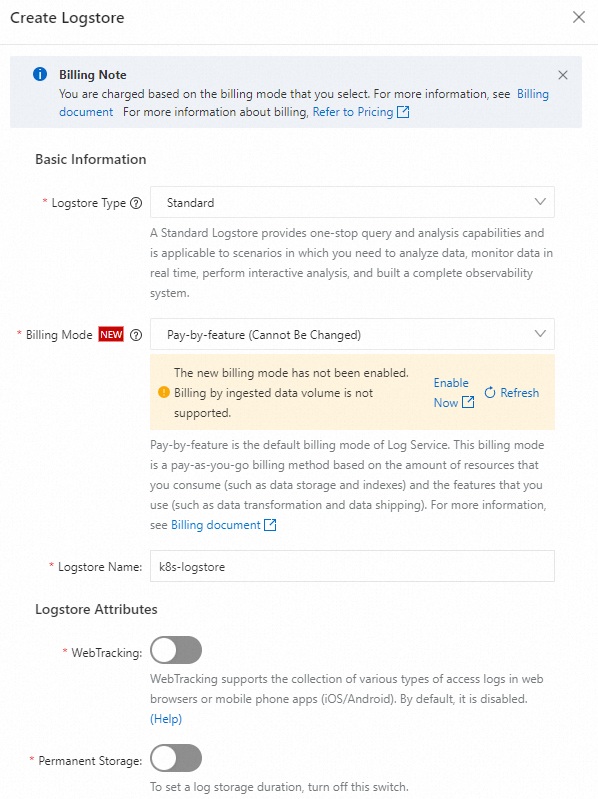 Create Logstore
Billing Note
You are charged based on the billing mode that you select. For more information, see Billing
document For more information about billing, Refer to Pricing
Basic Information
* Logstore Type
Standard
A Standard Logstore provides one-stop query and analysis capabilities and
is applicable to scenarios in which you need to analyze data, monitor data in
real time, perform interactive analysis, and built a complete observability
system.
* Billing Mode NEW
Pay-by-feature (Cannot Be Changed)
The new billing mode has not been enabled.
Billing by ingested data volume is not
supported.
Enable
Now
Refresh
Pay-by-feature is the default billing mode of Log Service. This billing mode
is a pay-as-you-go billing method based on the amount of resources that
you consume (such as data storage and indexes) and the features that you
use (such as data transformation and data shipping). For more information,
see Billing document
* Logstore Name:
k8s-logstore
Logstore Attributes
* WebTracking:
WebTracking supports the collection of various types of access logs in web
browsers or mobile phone apps (iOS/Android). By default, it is disabled.
(Help)
* Permanent Storage:
To set a log storage duration, turn off this switch.